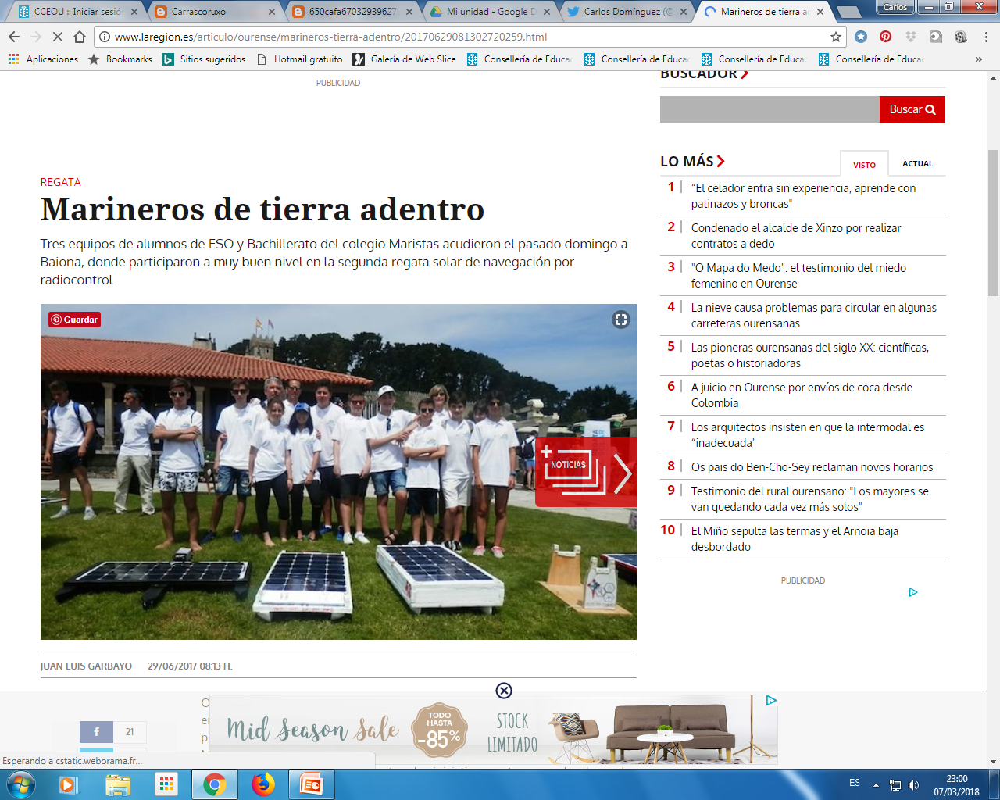 CCEOU :: Iniciar sesió
Carrascoruxo
Mi unidad - Google D
Carlos Domínguez (@
Marineros de tierra a
Carlos
www.laregion.es/articulo/ourense/marineros-tierra-adentro/20170629081302720259.html
Aplicaciones
Bookmarks
Sitios sugeridos
Hotmail gratuito
Galería de Web Slice
Consellería de Educa
Consellería de Educa
Consellería de Educa
Consellería de Educa
»
PUBLICIDAD
REGATA
Marineros de tierra adentro
Tres equipos de alumnos de ESO y Bachillerato del colegio Maristas acudieron el pasado domingo a
Baiona, donde participaron a muy buen nivel en la segunda regata solar de navegación por
radiocontrol
Guardar
NOTICIAS
JUAN LUIS GARBAYO 29/06/2017 08:13 H.
BUSCADOR
Buscar
LO MÁS
VISTO
ACTUAL
1 “El celador entra sin experiencia, aprende con
patinazos y broncas"
2 Condenado el alcalde de Xinzo por realizar
contratos a dedo
3 "O Mapa do Medo": el testimonio del miedo
femenino en Ourense
4 La nieve causa problemas para circular en algunas
carreteras ourensanas
5 Las pioneras ourensanas del siglo XX: científicas,
poetas o historiadoras
6 A juicio en Ourense por envíos de coca desde
Colombia
7 Los arquitectos insisten en que la intermodal es
“inadecuada"
8 Os pais do Ben-Cho-Sey reclaman novos horarios
9 Testimonio del rural ourensano: "Los mayores se
van quedando cada vez más solos"
10 El Miño sepulta las termas y el Arnoia baja
desbordado
PUBLICIDAD
21
Mid Season Sale
TODO
HASTA
-85%
STOCK
LIMITADO
Esperando a cstatic.weborama.fr...
ES
23:00
07/03/2018